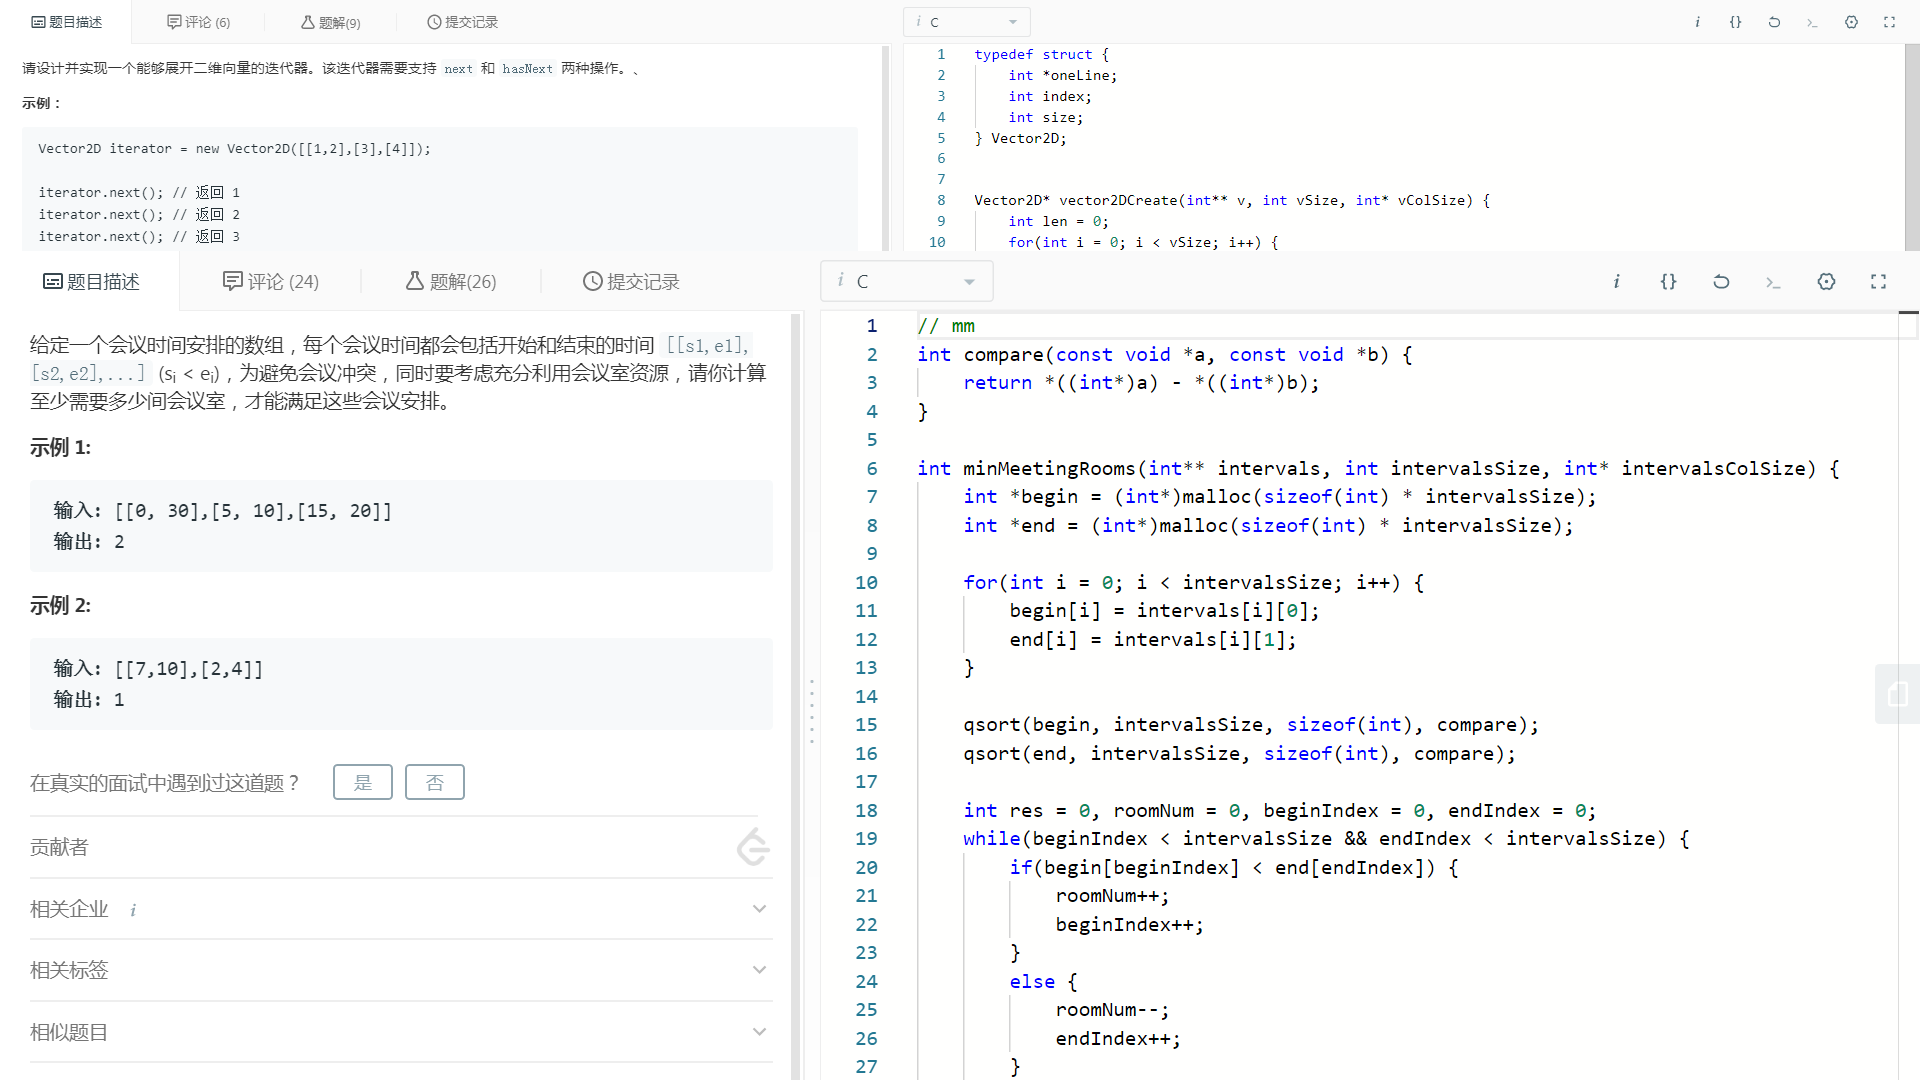 题目描述 评论 (6) 题解(9) 提交记录
请设计并实现一个能够展开二维向量的迭代器。该迭代器需要支持 next 和 hasNext 两种操作。、
示例：
Vector2D iterator = new Vector2D([[1,2],[3],[4]]);
iterator.next(); // 返回 1
iterator.next(); // 返回 2
iterator.next(); // 返回 3
i C
i {} >_
1 typedef struct {
2 int *oneLine;
3 int index;
4 int size;
5 } Vector2D;
6
7
8 Vector2D* vector2DCreate(int** v, int vSize, int* vColSize) {
9 int len = 0;
10 for(int i = 0; i < vSize; i++) {
题目描述 评论 (24) 题解(26) 提交记录
给定一个会议时间安排的数组，每个会议时间都会包括开始和结束的时间 [[s1,e1],
[s2,e2],...] (si < ei)，为避免会议冲突，同时要考虑充分利用会议室资源，请你计算
至少需要多少间会议室，才能满足这些会议安排。
示例 1:
输入: [[0, 30],[5, 10],[15, 20]]
输出: 2
示例 2:
输入: [[7,10],[2,4]]
输出: 1
在真实的面试中遇到过这道题？ 是 否
贡献者
相关企业 i
相关标签
相似题目
i C
i {} >_
1 // mm
2 int compare(const void *a, const void *b) {
3 return *((int*)a) - *((int*)b);
4 }
5
6 int minMeetingRooms(int** intervals, int intervalsSize, int* intervalsColSize) {
7 int *begin = (int*)malloc(sizeof(int) * intervalsSize);
8 int *end = (int*)malloc(sizeof(int) * intervalsSize);
9
10 for(int i = 0; i < intervalsSize; i++) {
11 begin[i] = intervals[i][0];
12 end[i] = intervals[i][1];
13 }
14
15 qsort(begin, intervalsSize, sizeof(int), compare);
16 qsort(end, intervalsSize, sizeof(int), compare);
17
18 int res = 0, roomNum = 0, beginIndex = 0, endIndex = 0;
19 while(beginIndex < intervalsSize && endIndex < intervalsSize) {
20 if(begin[beginIndex] < end[endIndex]) {
21 roomNum++;
22 beginIndex++;
23 }
24 else {
25 roomNum--;
26 endIndex++;
27 }